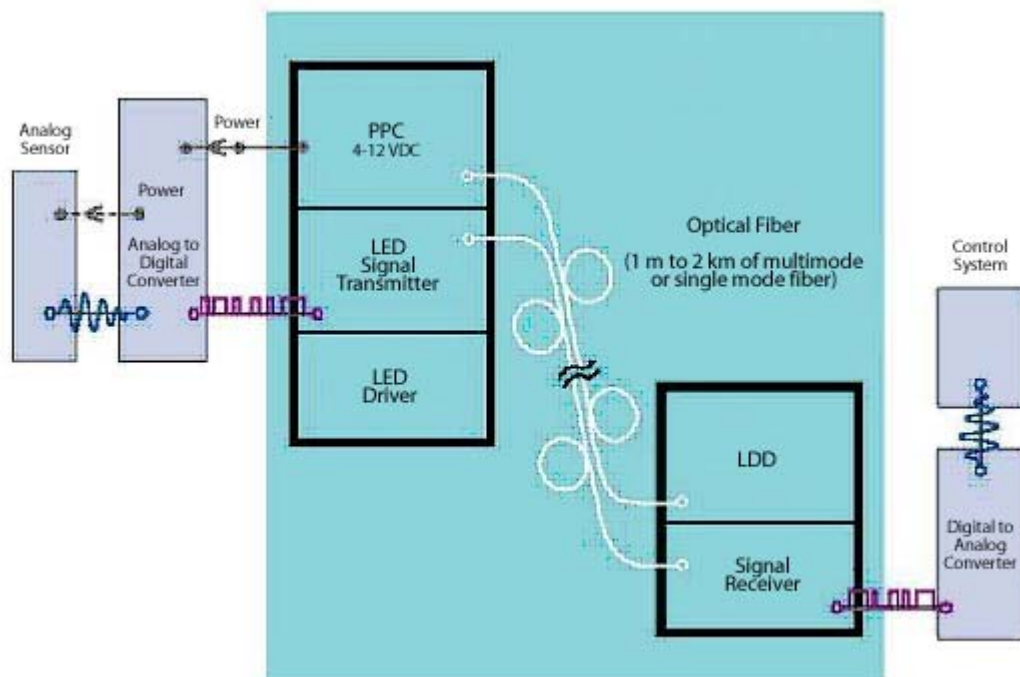 Analog
Sensor
Power
Analog to
Digital
Converter
Power
PPC
4-12 VDC
LED
Signal
Transmitter
LED
Driver
Optical Fiber
(1 m to 2 km of multimode
or single mode fiber)
LDD
Signal
Receiver
Control
System
Digital to
Analog
Converter